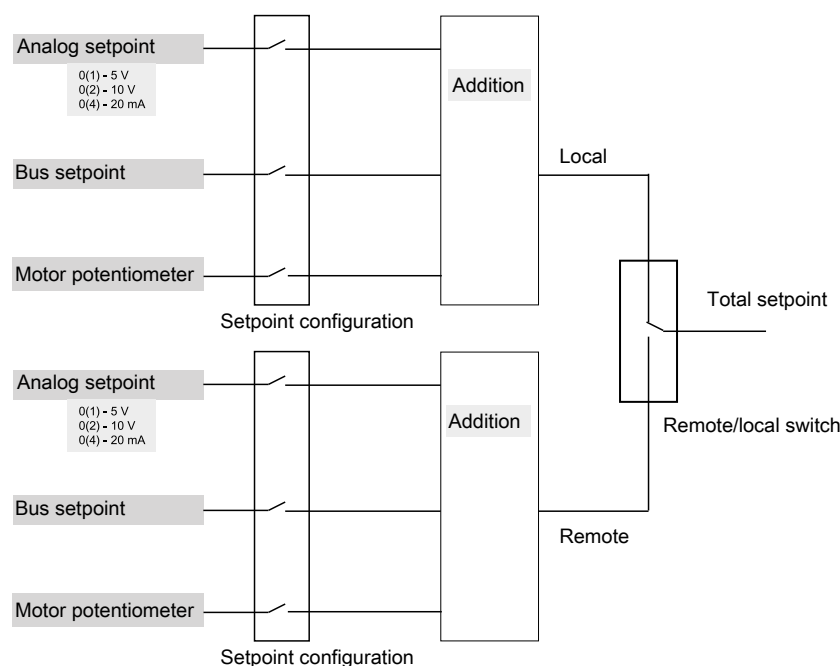 Analog setpoint
0(1) - 5 V
0(2) - 10 V
0(4) - 20 mA
Addition
Local
Bus setpoint
Motor potentiometer
Setpoint configuration
Total setpoint
Analog setpoint
0(1) - 5 V
0(2) - 10 V
0(4) - 20 mA
Addition
Remote/local switch
Bus setpoint
Remote
Motor potentiometer
Setpoint configuration